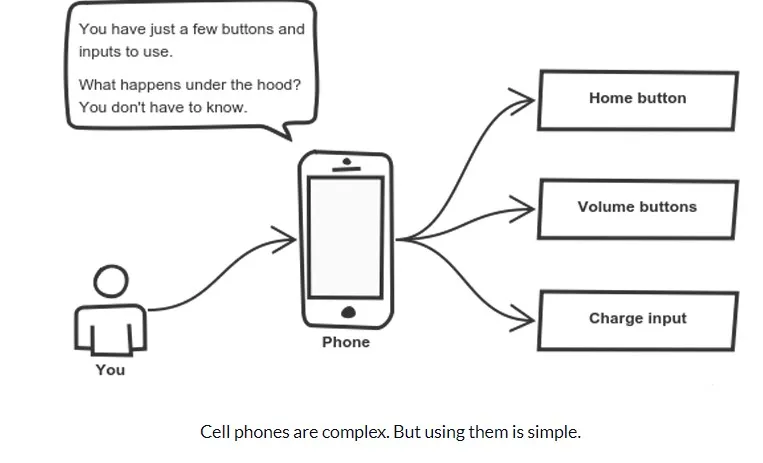 You have just a few buttons and
inputs to use.
What happens under the hood?
You don't have to know.
Home button
Volume buttons
Charge input
Phone
You
Cell phones are complex. But using them is simple.